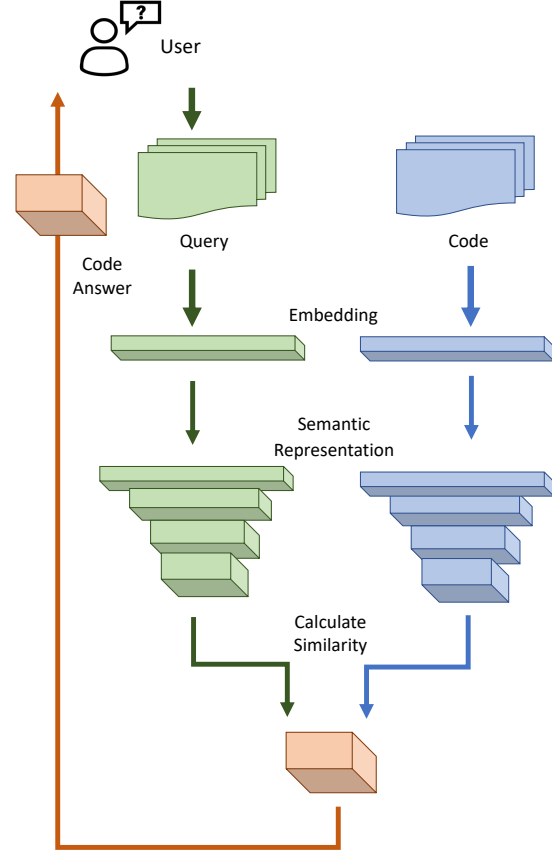 ?
User
Query
Code
Code
Answer
Embedding
Semantic
Representation
Calculate
Similarity